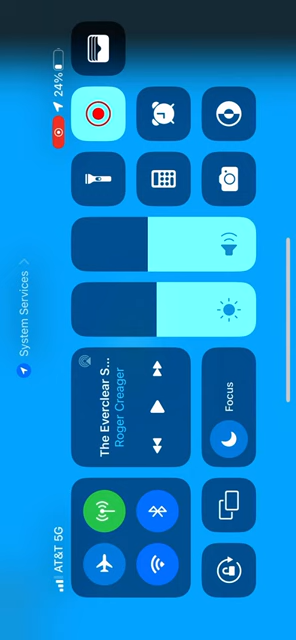 System Services >
AT&T 5G
24%
The Everclear S...
Roger Creager
Focus